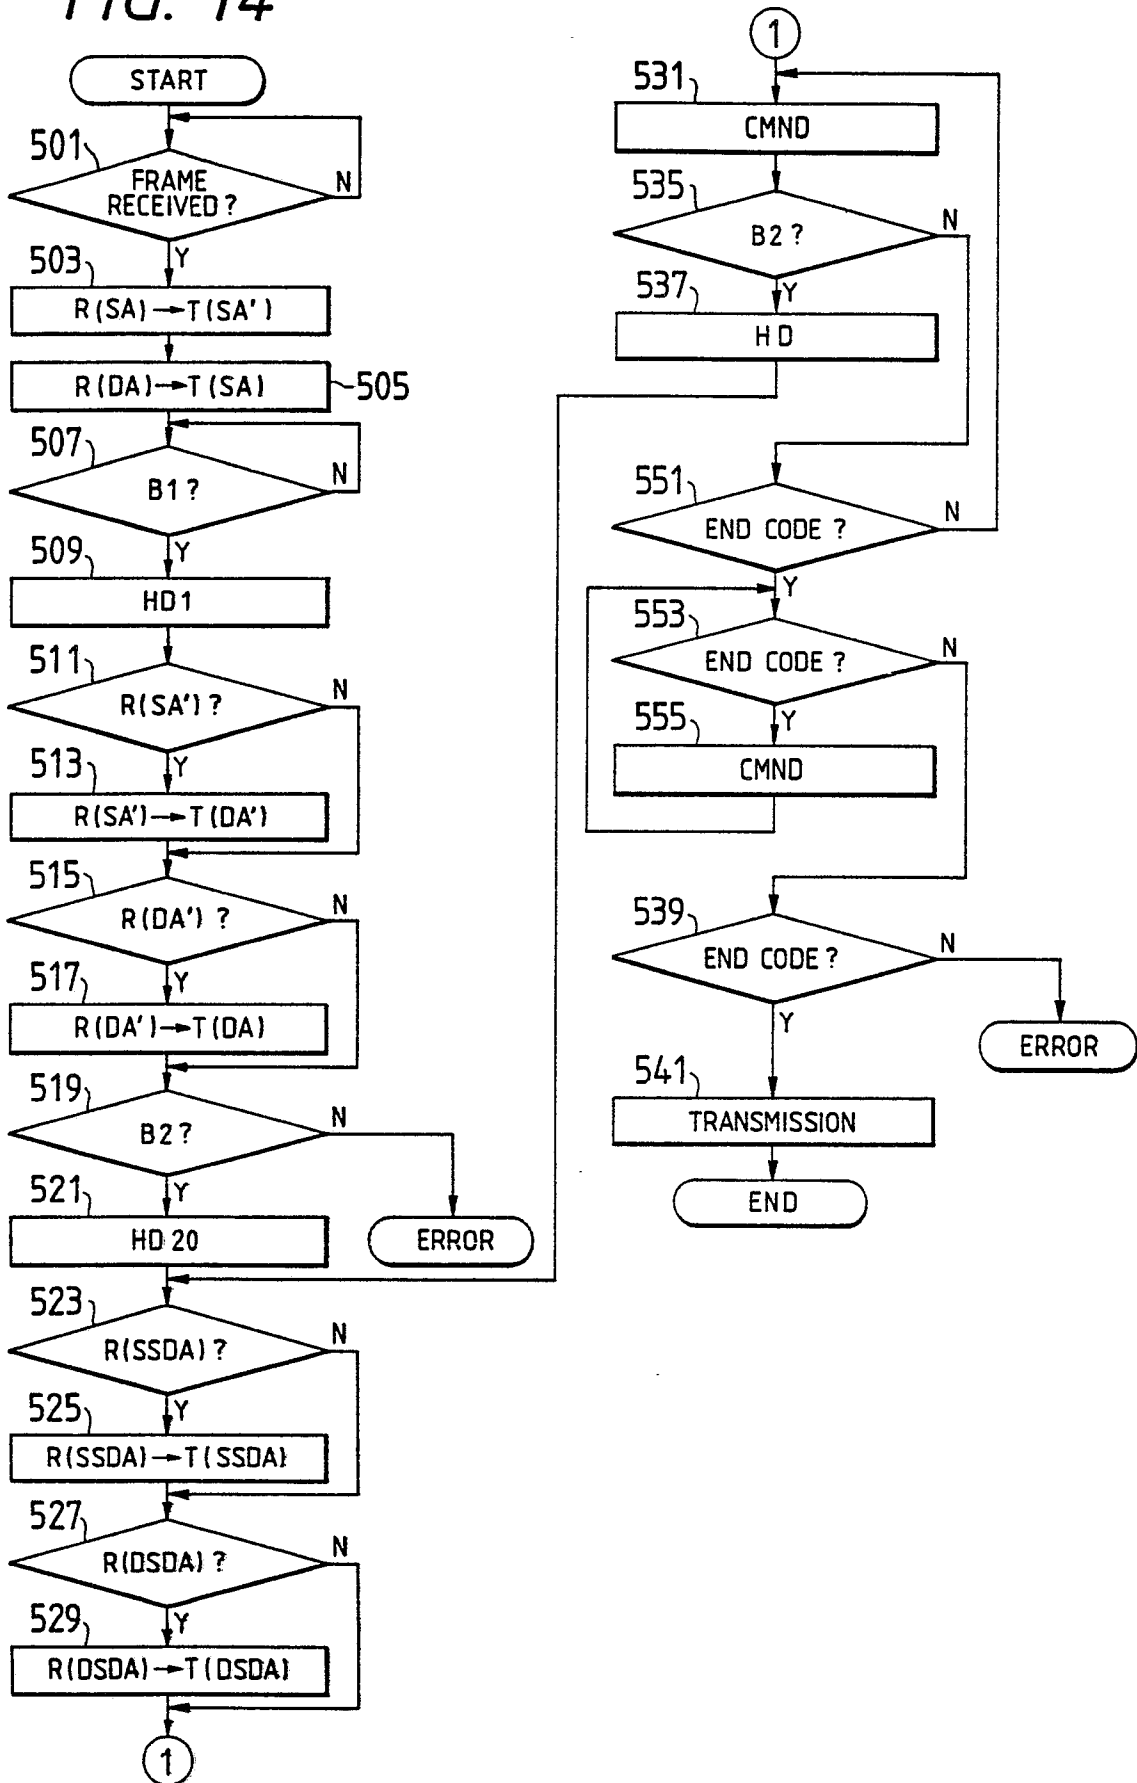 FIG. 14
START
501
FRAME
RECEIVED ?
N
Y
503
R(SA)→T(SA')
R(DA)→T(SA)
505
507
B1 ?
N
Y
509
HD1
511
R(SA') ?
N
Y
513
R(SA')→T(DA')
515
R(DA') ?
N
Y
517
R(DA')→T(DA)
519
B2 ?
N
Y
521
HD 20
ERROR
523
R(SSDA) ?
N
Y
525
R(SSDA)→T(SSDA)
527
R(DSDA) ?
N
Y
529
R(DSDA)→T(DSDA)
1
1
531
CMND
535
B2 ?
N
Y
537
HD
551
END CODE ?
N
Y
553
END CODE ?
N
Y
555
CMND
539
END CODE ?
N
Y
ERROR
541
TRANSMISSION
END